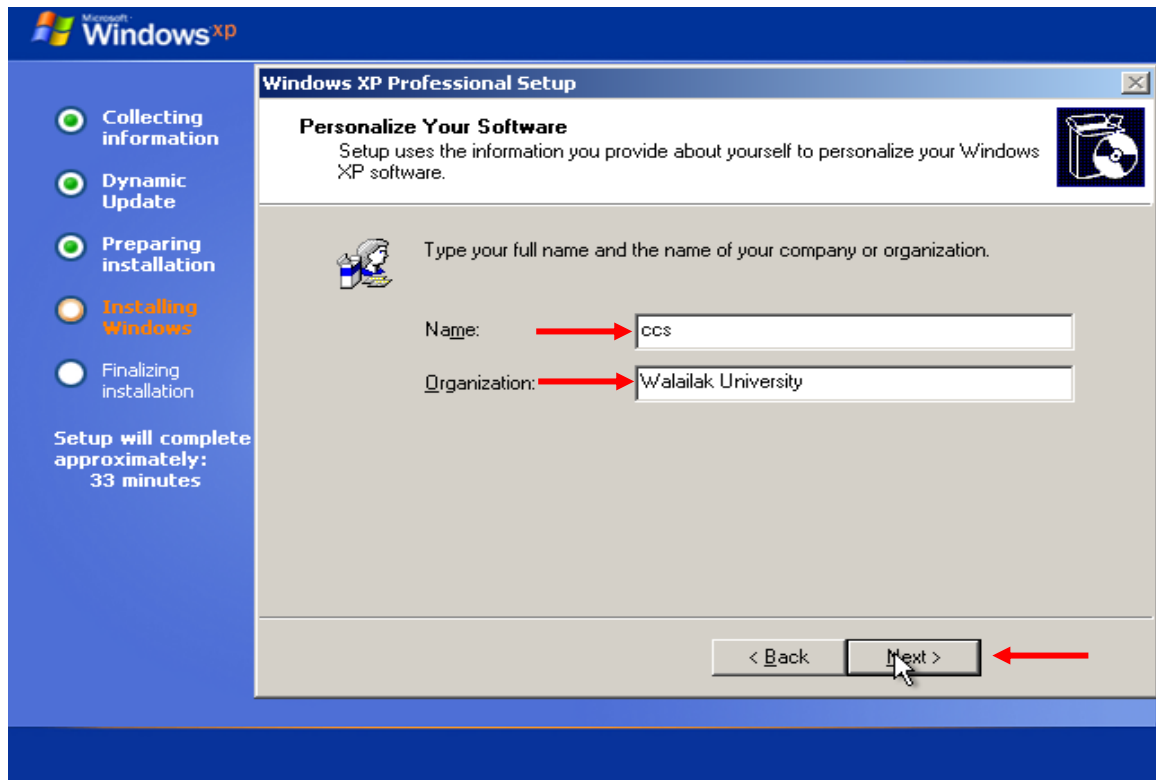 Microsoft
Windows xp
Windows XP Professional Setup
Collecting
information
Dynamic
Update
Preparing
installation
Installing
Windows
Finalizing
installation
Setup will complete
approximately:
33 minutes
Personalize Your Software
Setup uses the information you provide about yourself to personalize your Windows
XP software.
Type your full name and the name of your company or organization.
Name: ccs
Organization: Walailak University
< Back Next >